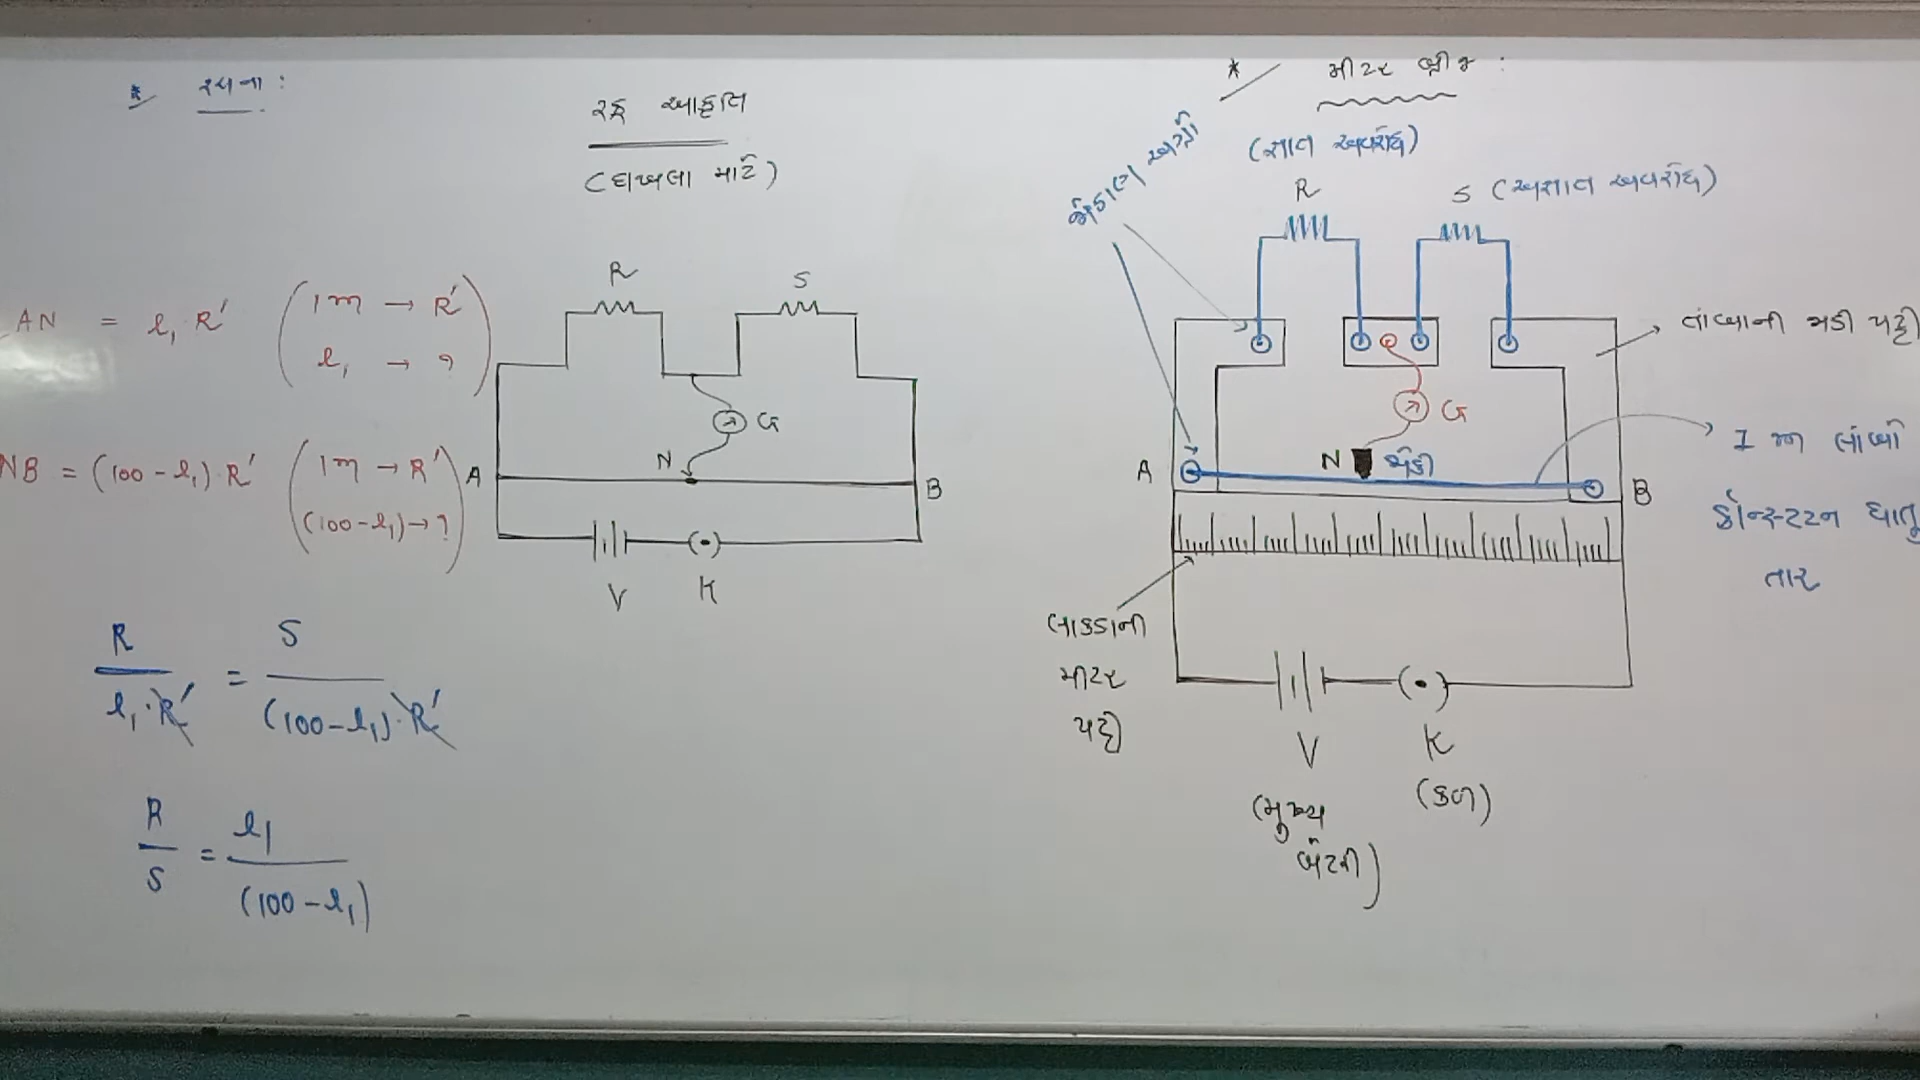 * રચના :
રફ આકૃતિ
(દાખલા માટે)
AN = l₁ R′ (1m → R′
l₁ → ?)
NB = (100 - l₁) · R′ (1m → R′
(100 - l₁) → ?)
R/(l₁ · R′) = S/((100 - l₁) · R′)
R/S = l₁/(100 - l₁)
R
S
G
N
A
B
V
K
* મીટર બ્રીજ :
જોડાણ અગ્રો
(જ્ઞાત અવરોધ)
R
S (અજ્ઞાત અવરોધ)
તાંબાની જાડી પટ્ટી
G
A
N
જોકી
B
1 m લાંબો
કોન્સ્ટન્ટન ધાતુ
તાર
લાકડાની
મીટર
પટ્ટી
V
K
(મુખ્ય
બેટરી)
(કળ)